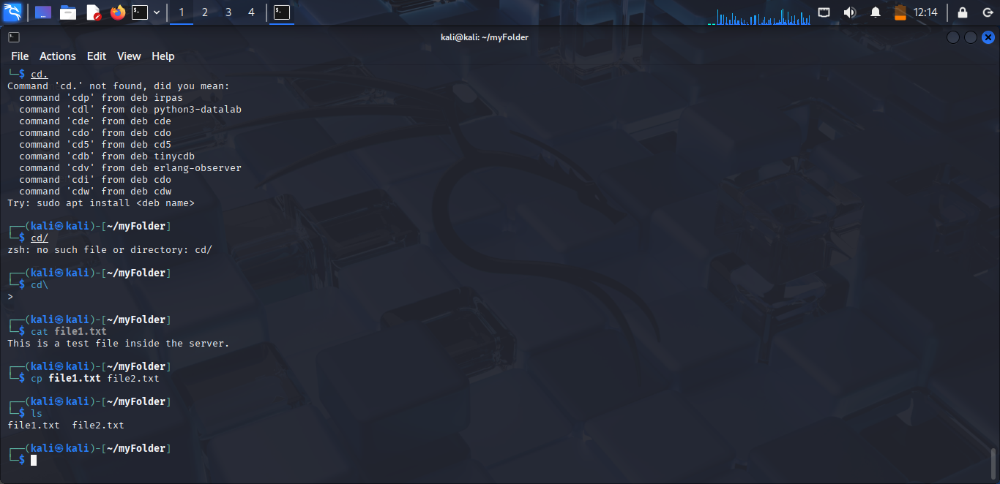 1 2 3 4 12:14
kali@kali: ~/myFolder
File Actions Edit View Help
└─$ cd.
Command 'cd.' not found, did you mean:
  command 'cdp' from deb irpas
  command 'cdl' from deb python3-datalab
  command 'cde' from deb cde
  command 'cdo' from deb cdo
  command 'cd5' from deb cd5
  command 'cdb' from deb tinycdb
  command 'cdv' from deb erlang-observer
  command 'cdi' from deb cdo
  command 'cdw' from deb cdw
Try: sudo apt install <deb name>
┌──(kali㉿kali)-[~/myFolder]
└─$ cd/
zsh: no such file or directory: cd/
┌──(kali㉿kali)-[~/myFolder]
└─$ cd\
>
┌──(kali㉿kali)-[~/myFolder]
└─$ cat file1.txt
This is a test file inside the server.
┌──(kali㉿kali)-[~/myFolder]
└─$ cp file1.txt file2.txt
┌──(kali㉿kali)-[~/myFolder]
└─$ ls
file1.txt  file2.txt
┌──(kali㉿kali)-[~/myFolder]
└─$